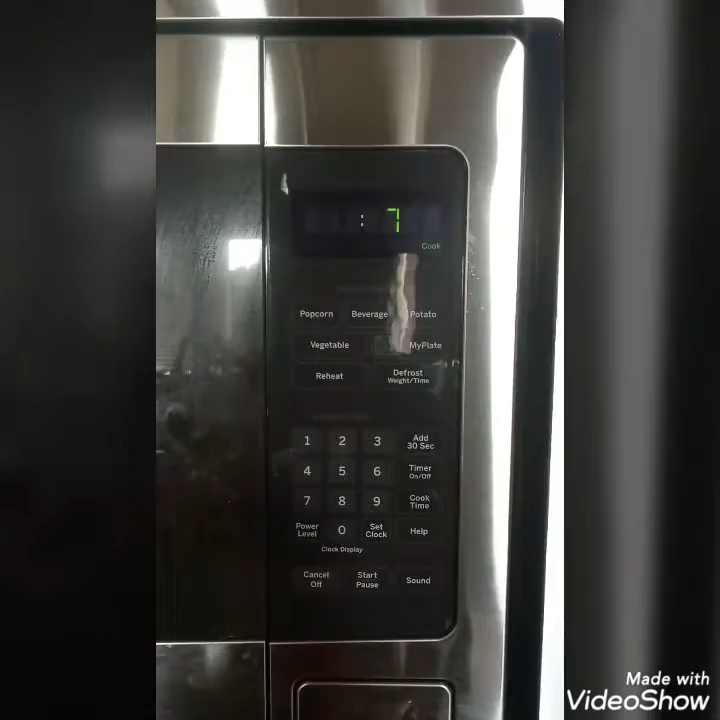 : 7
Cook
Popcorn Beverage Potato
Vegetable MyPlate
Reheat Defrost
Weight/Time
1 2 3 Add
30 Sec
4 5 6 Timer
On/Off
7 8 9 Cook
Time
Power
Level 0 Set
Clock Help
Clock Display
Cancel
Off Start
Pause Sound
Made with
VideoShow